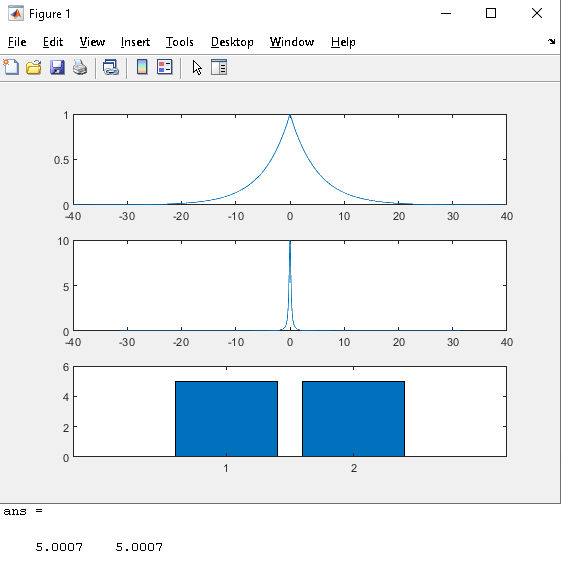 Figure 1
File Edit View Insert Tools Desktop Window Help
1
0.5
0
-40 -30 -20 -10 0 10 20 30 40
10
5
0
-40 -30 -20 -10 0 10 20 30 40
6
4
2
0
1 2
ans =
5.0007 5.0007